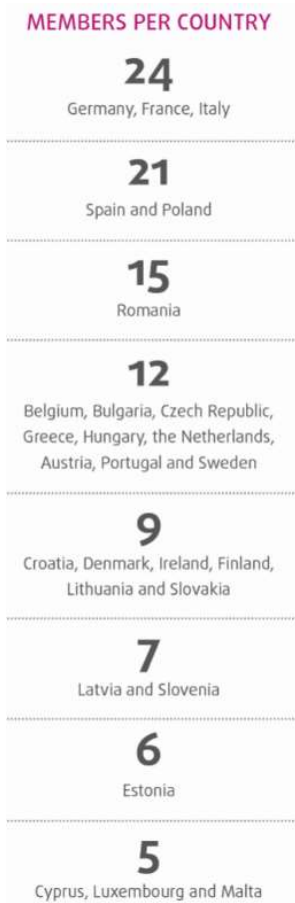 MEMBERS PER COUNTRY
24
Germany, France, Italy
21
Spain and Poland
15
Romania
12
Belgium, Bulgaria, Czech Republic,
Greece, Hungary, the Netherlands,
Austria, Portugal and Sweden
9
Croatia, Denmark, Ireland, Finland,
Lithuania and Slovakia
7
Latvia and Slovenia
6
Estonia
5
Cyprus, Luxembourg and Malta